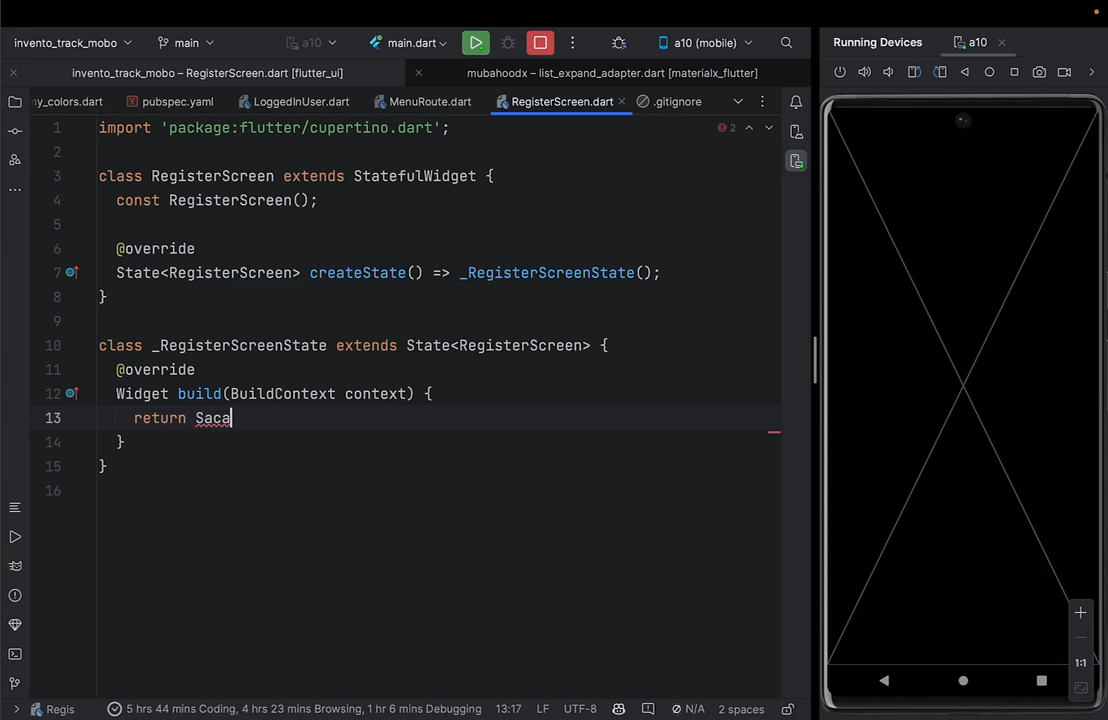 invento_track_mobo
main
a10
main.dart
a10 (mobile)
Running Devices
a10
invento_track_mobo – RegisterScreen.dart [flutter_ui]
mubahoodx – list_expand_adapter.dart [materialx_flutter]
ny_colors.dart
pubspec.yaml
LoggedInUser.dart
MenuRoute.dart
RegisterScreen.dart
.gitignore
1 import 'package:flutter/cupertino.dart';
2
2
3 class RegisterScreen extends StatefulWidget {
4 const RegisterScreen();
5
6 @override
7 State<RegisterScreen> createState() => _RegisterScreenState();
8 }
9
10 class _RegisterScreenState extends State<RegisterScreen> {
11 @override
12 Widget build(BuildContext context) {
13 return Saca
14 }
15 }
16
1:1
Regis
5 hrs 44 mins Coding, 4 hrs 23 mins Browsing, 1 hr 6 mins Debugging
13:17
LF
UTF-8
N/A
2 spaces